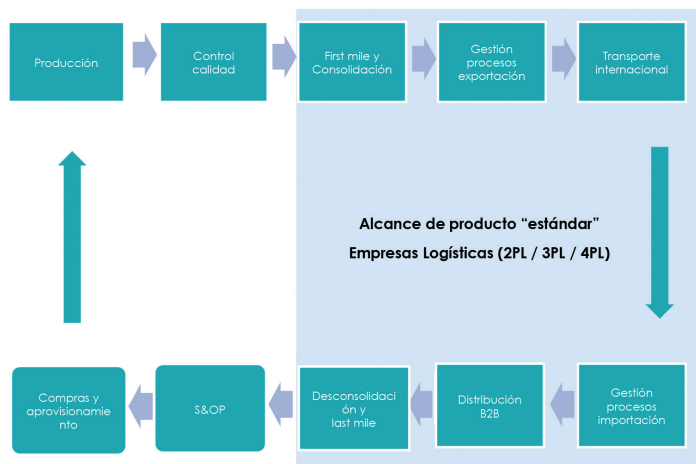 Producción
Control
calidad
First mile y
Consolidación
Gestión
procesos
exportación
Transporte
internacional
Alcance de producto “estándar”
Empresas Logísticas (2PL / 3PL / 4PL)
Compras y
aprovisionamie
nto
S&OP
Desconsolidaci
ón y
last mile
Distribución
B2B
Gestión
procesos
importación